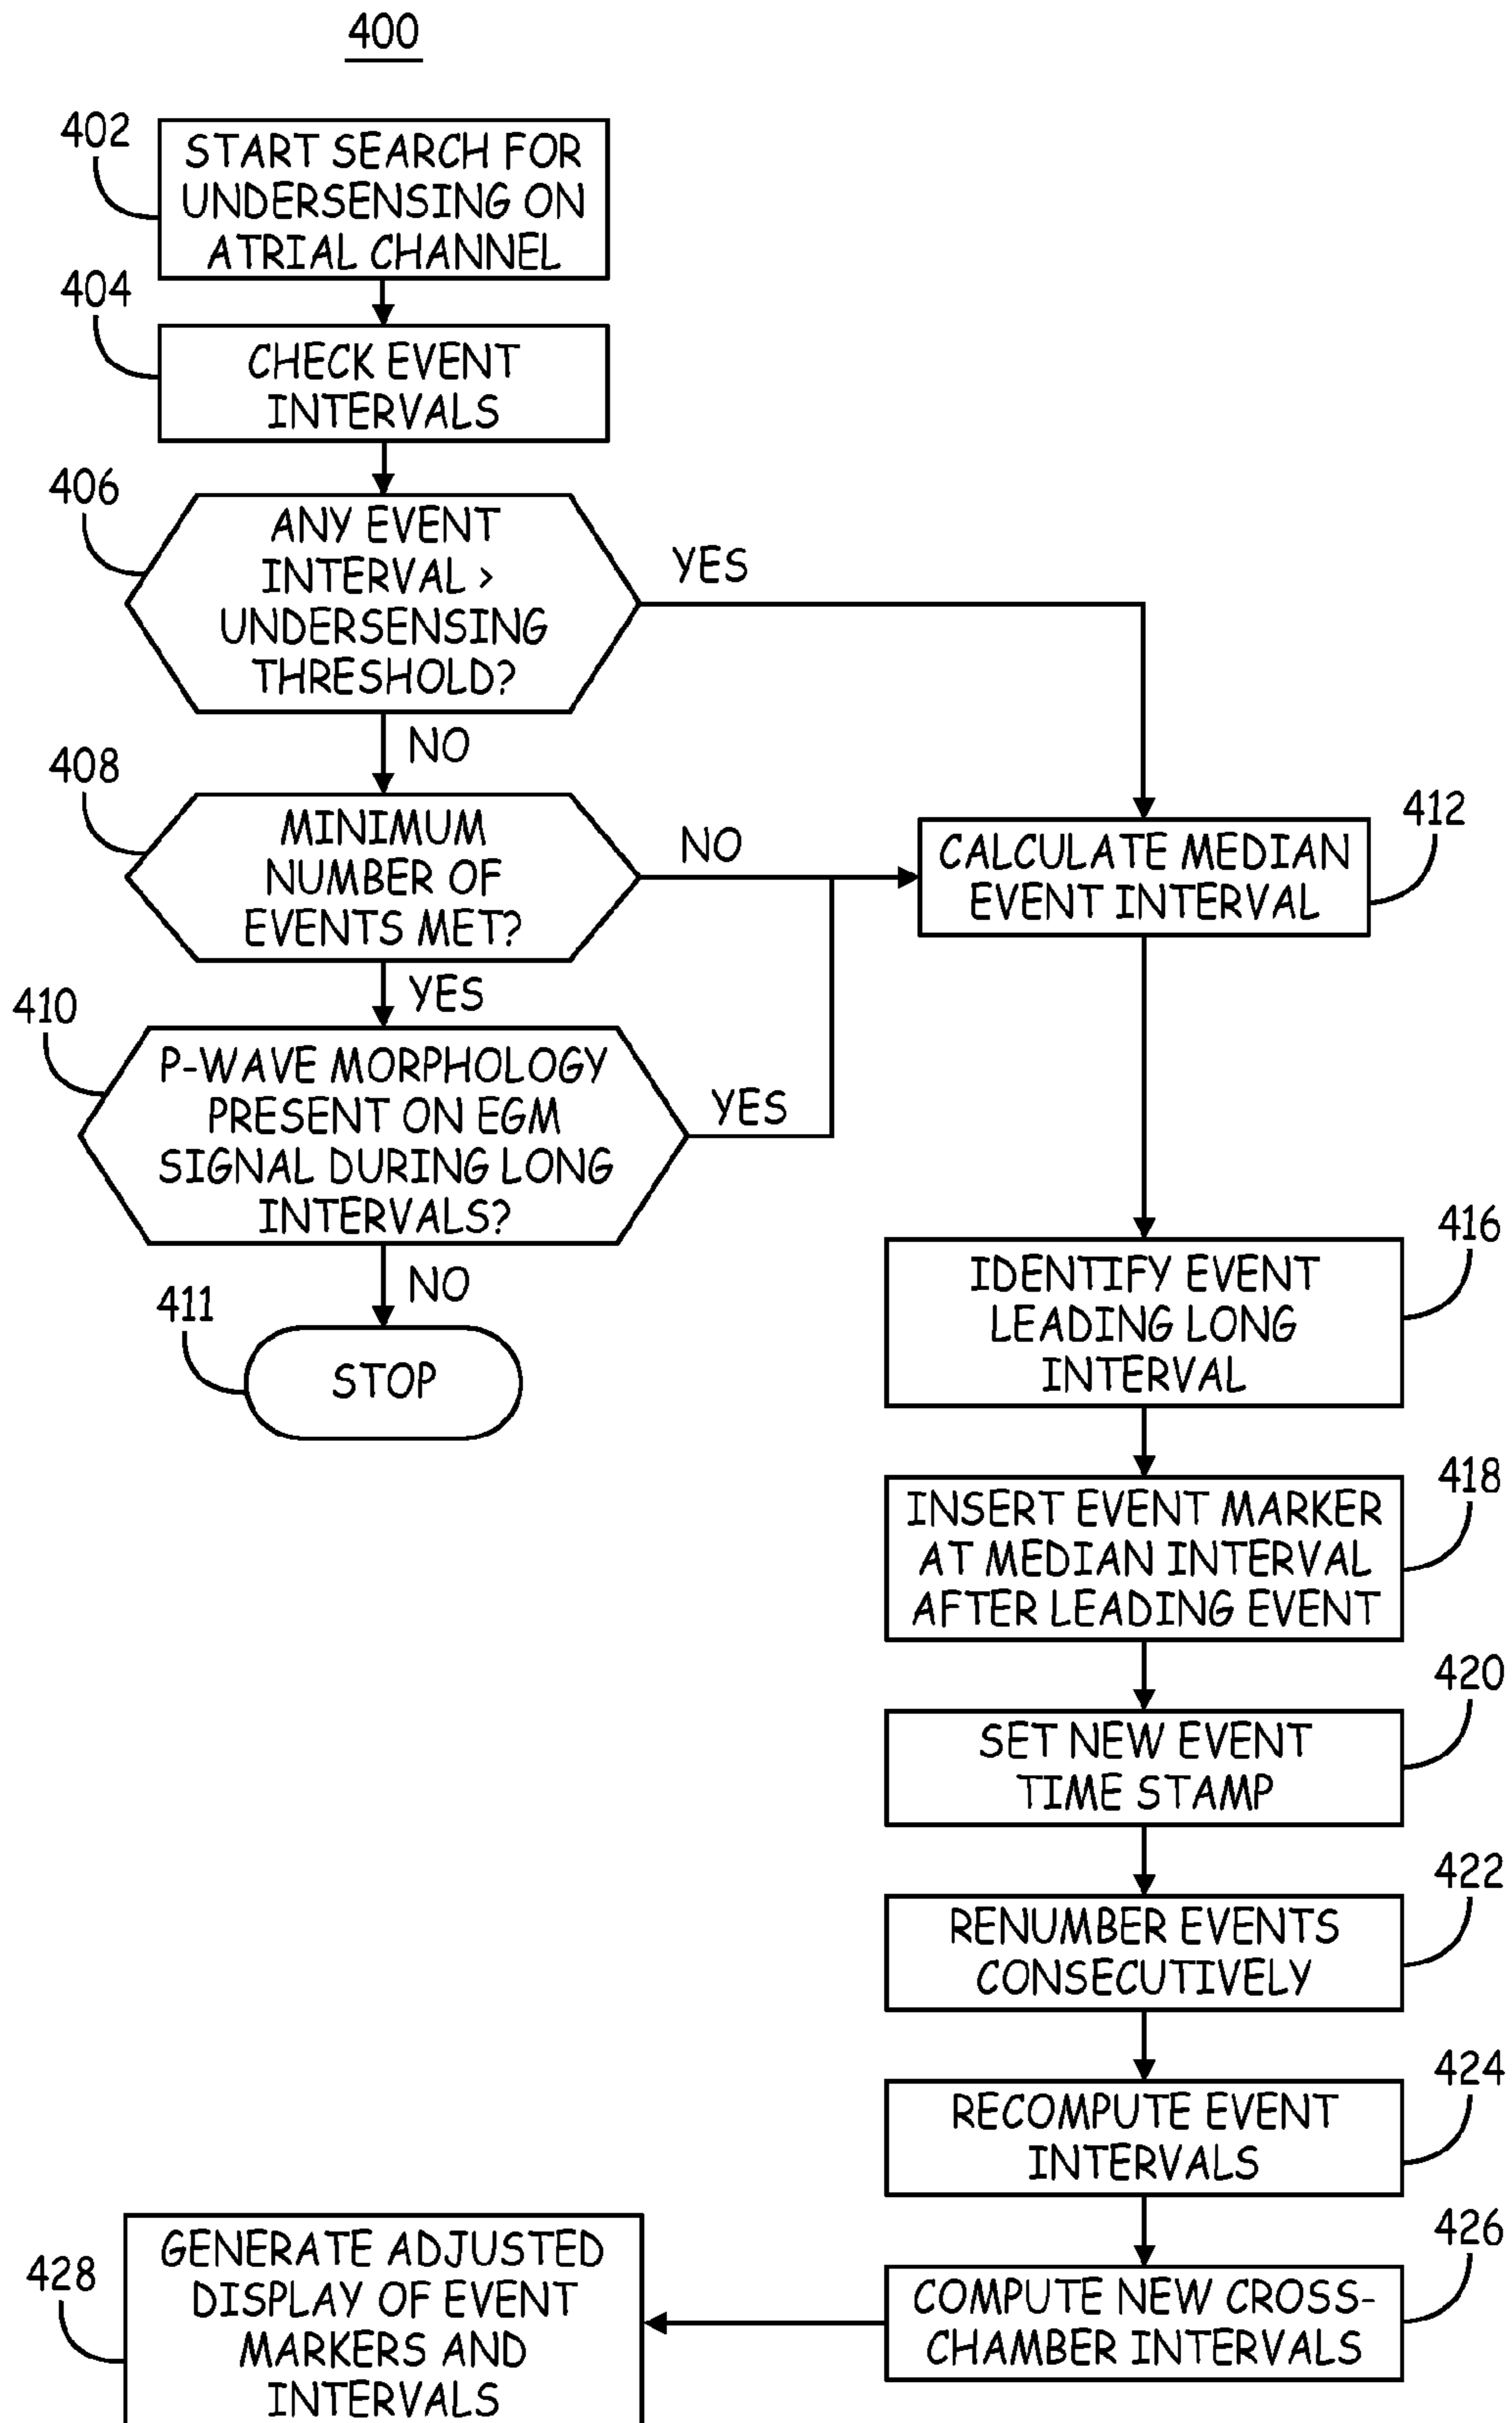 400
402
START SEARCH FOR
UNDERSENSING ON
ATRIAL CHANNEL
404
CHECK EVENT
INTERVALS
406
ANY EVENT
INTERVAL >
UNDERSENSING
THRESHOLD?
YES
NO
408
MINIMUM
NUMBER OF
EVENTS MET?
NO
YES
412
CALCULATE MEDIAN
EVENT INTERVAL
410
P-WAVE MORPHOLOGY
PRESENT ON EGM
SIGNAL DURING LONG
INTERVALS?
YES
NO
411
STOP
416
IDENTIFY EVENT
LEADING LONG
INTERVAL
418
INSERT EVENT MARKER
AT MEDIAN INTERVAL
AFTER LEADING EVENT
420
SET NEW EVENT
TIME STAMP
422
RENUMBER EVENTS
CONSECUTIVELY
424
RECOMPUTE EVENT
INTERVALS
426
COMPUTE NEW CROSS-
CHAMBER INTERVALS
428
GENERATE ADJUSTED
DISPLAY OF EVENT
MARKERS AND
INTERVALS